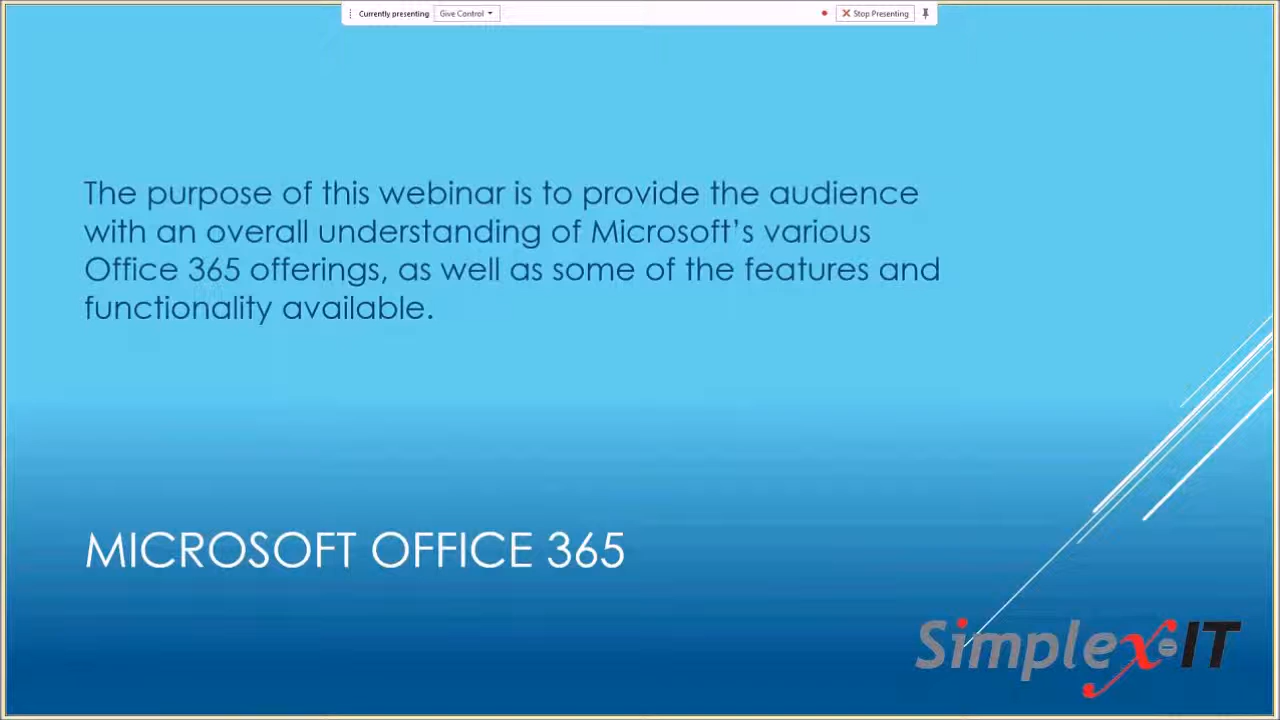 Currently presenting Give Control Stop Presenting
The purpose of this webinar is to provide the audience
with an overall understanding of Microsoft’s various
Office 365 offerings, as well as some of the features and
functionality available.
MICROSOFT OFFICE 365
Simplex-IT